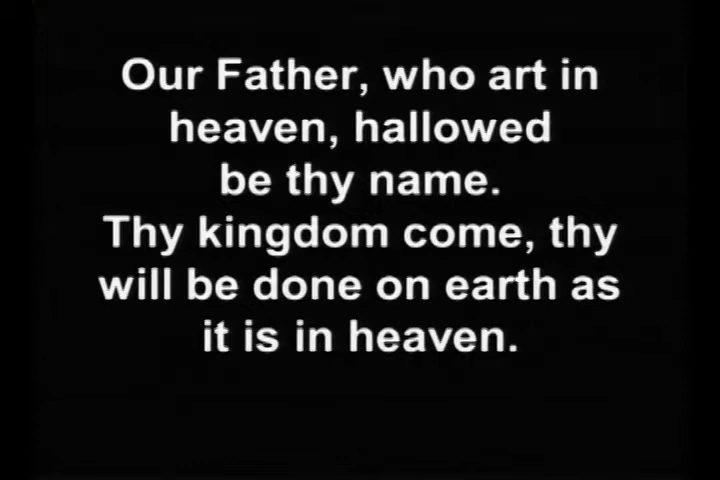 Our Father, who art in
heaven, hallowed
be thy name.
Thy kingdom come, thy
will be done on earth as
it is in heaven.